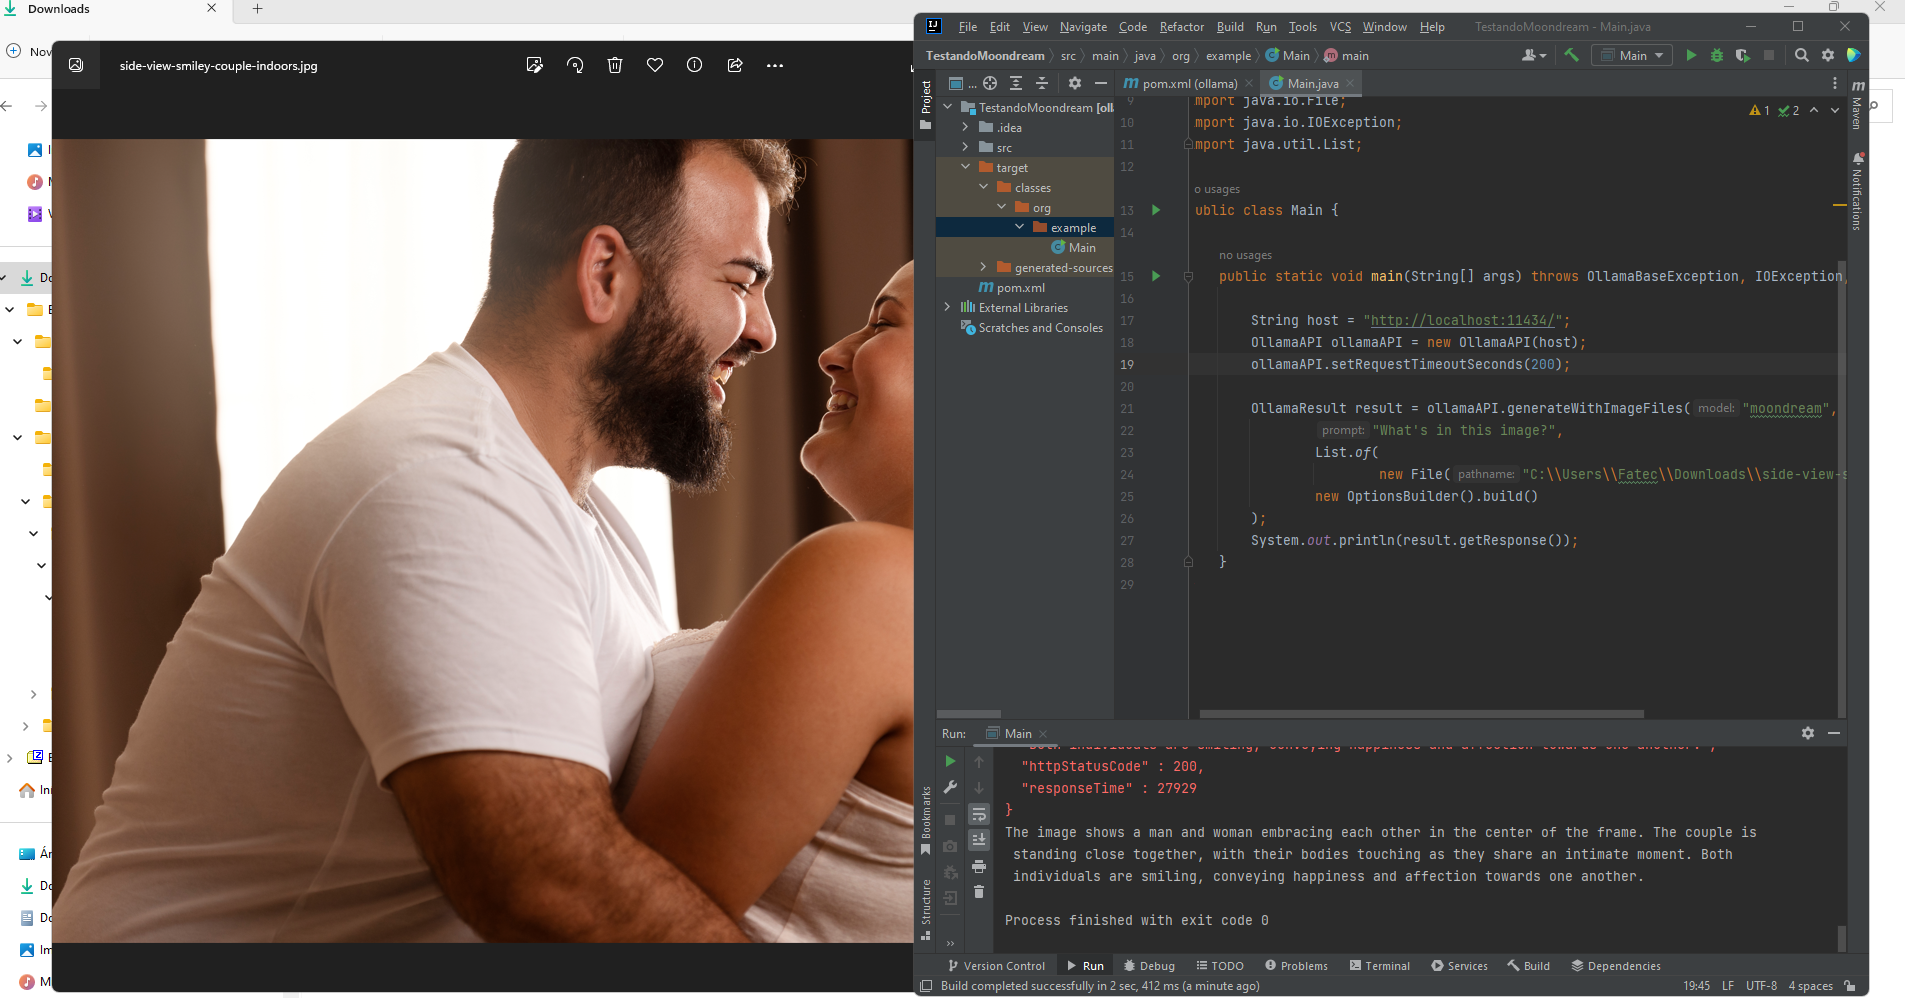 Downloads
Nov
side-view-smiley-couple-indoors.jpg
File Edit View Navigate Code Refactor Build Run Tools VCS Window Help TestandoMoondream - Main.java
TestandoMoondream src main java org example Main main
Main
Project
...
pom.xml (ollama)
Main.java
TestandoMoondream [oll
.idea
src
target
classes
org
example
Main
generated-sources
pom.xml
External Libraries
Scratches and Consoles
1 2
Maven
Notifications
9 mport java.io.File;
10 mport java.io.IOException;
11 mport java.util.List;
12
o usages
13 ublic class Main {
14
no usages
15 public static void main(String[] args) throws OllamaBaseException, IOException,
16
17 String host = "http://localhost:11434/";
18 OllamaAPI ollamaAPI = new OllamaAPI(host);
19 ollamaAPI.setRequestTimeoutSeconds(200);
20
21 OllamaResult result = ollamaAPI.generateWithImageFiles( model: "moondream",
22 prompt: "What's in this image?",
23 List.of(
24 new File( pathname: "C:\\Users\\Fatec\\Downloads\\side-view-s
25 new OptionsBuilder().build()
26 );
27 System.out.println(result.getResponse());
28 }
29
Run: Main
Both individuals are smiling, conveying happiness and affection towards one another.",
"httpStatusCode" : 200,
"responseTime" : 27929
}
The image shows a man and woman embracing each other in the center of the frame. The couple is
standing close together, with their bodies touching as they share an intimate moment. Both
individuals are smiling, conveying happiness and affection towards one another.
Process finished with exit code 0
Bookmarks
Structure
Version Control Run Debug TODO Problems Terminal Services Build Dependencies
Build completed successfully in 2 sec, 412 ms (a minute ago)
19:45 LF UTF-8 4 spaces